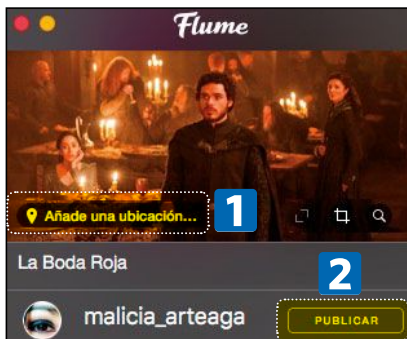 Flume
Añade una ubicación...
1
La Boda Roja
2
malicia_arteaga
PUBLICAR